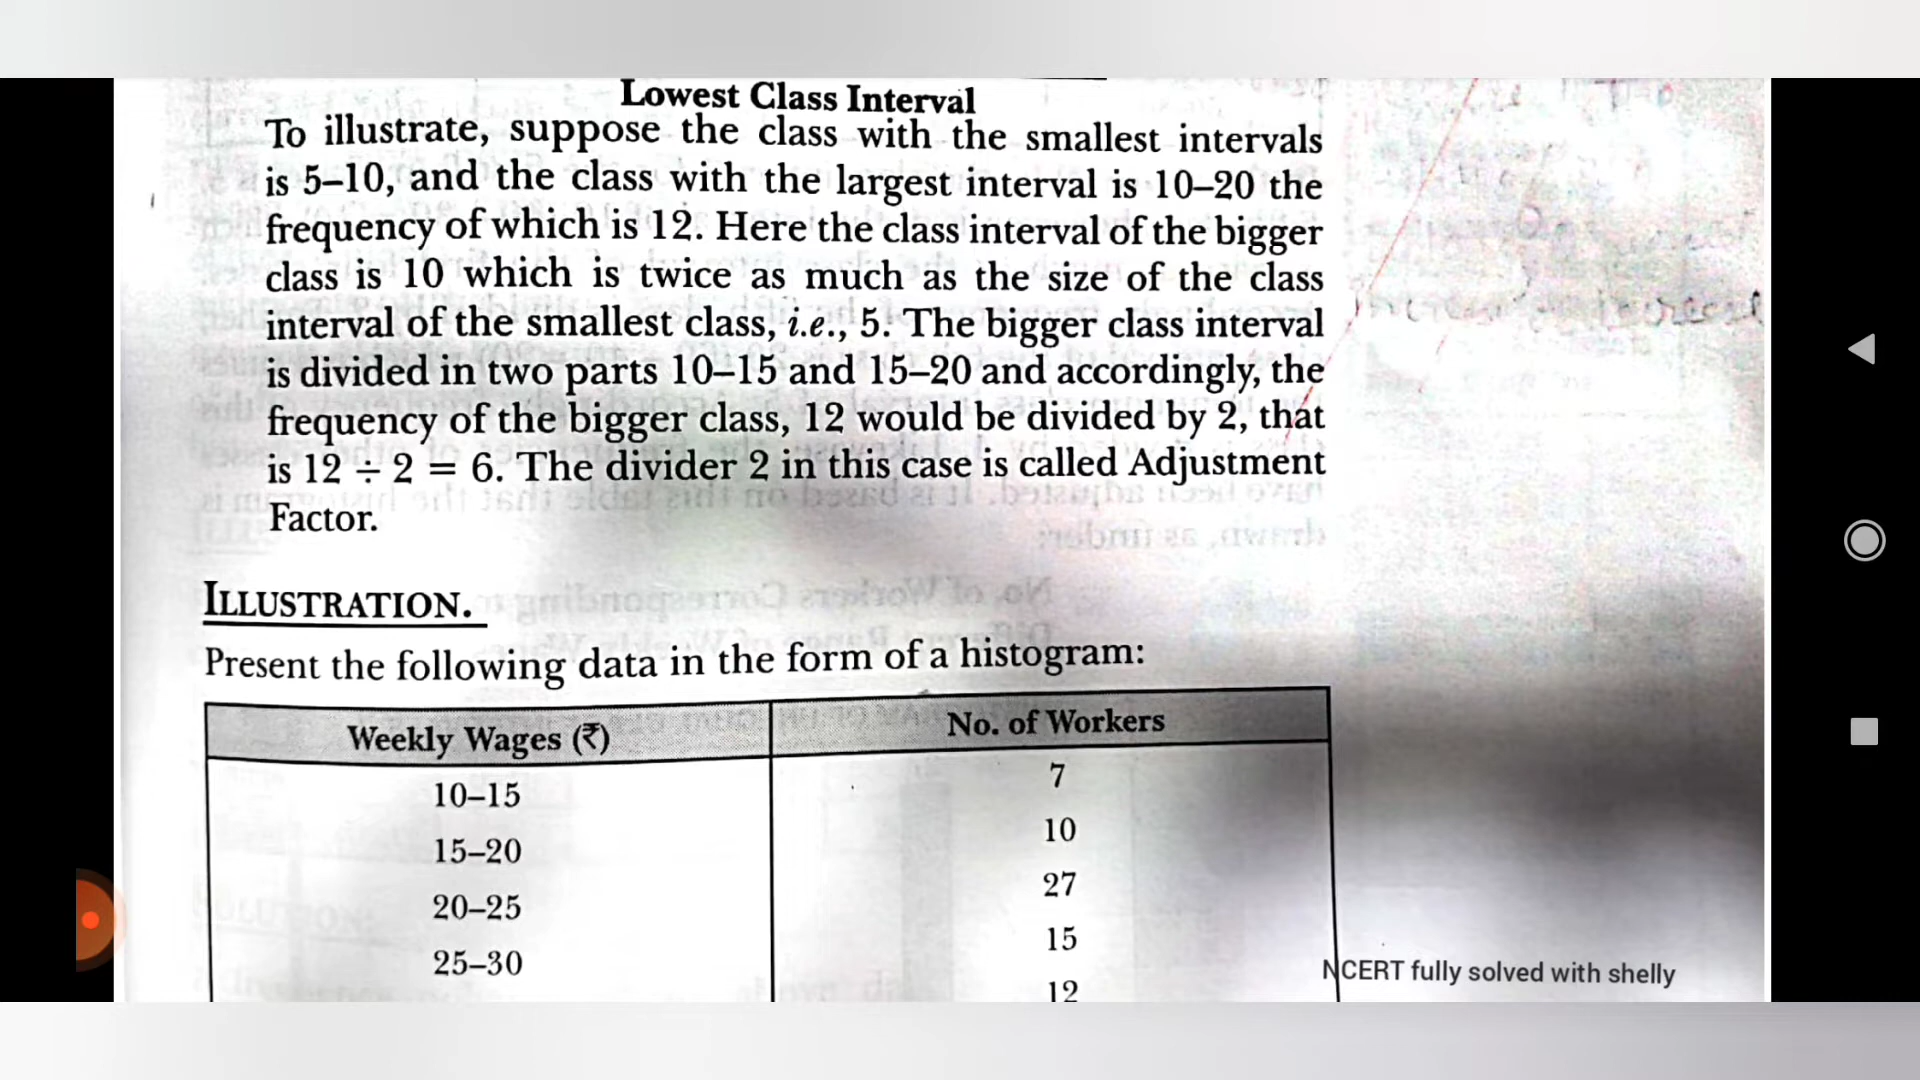 Lowest Class Interval
To illustrate, suppose the class with the smallest intervals
is 5–10, and the class with the largest interval is 10–20 the
frequency of which is 12. Here the class interval of the bigger
class is 10 which is twice as much as the size of the class
interval of the smallest class, i.e., 5. The bigger class interval
is divided in two parts 10–15 and 15–20 and accordingly, the
frequency of the bigger class, 12 would be divided by 2, that
is 12 ÷ 2 = 6. The divider 2 in this case is called Adjustment
Factor.
ILLUSTRATION.
Present the following data in the form of a histogram:
Weekly Wages (₹) No. of Workers
10–15 7
15–20 10
20–25 27
25–30 15
12
NCERT fully solved with shelly